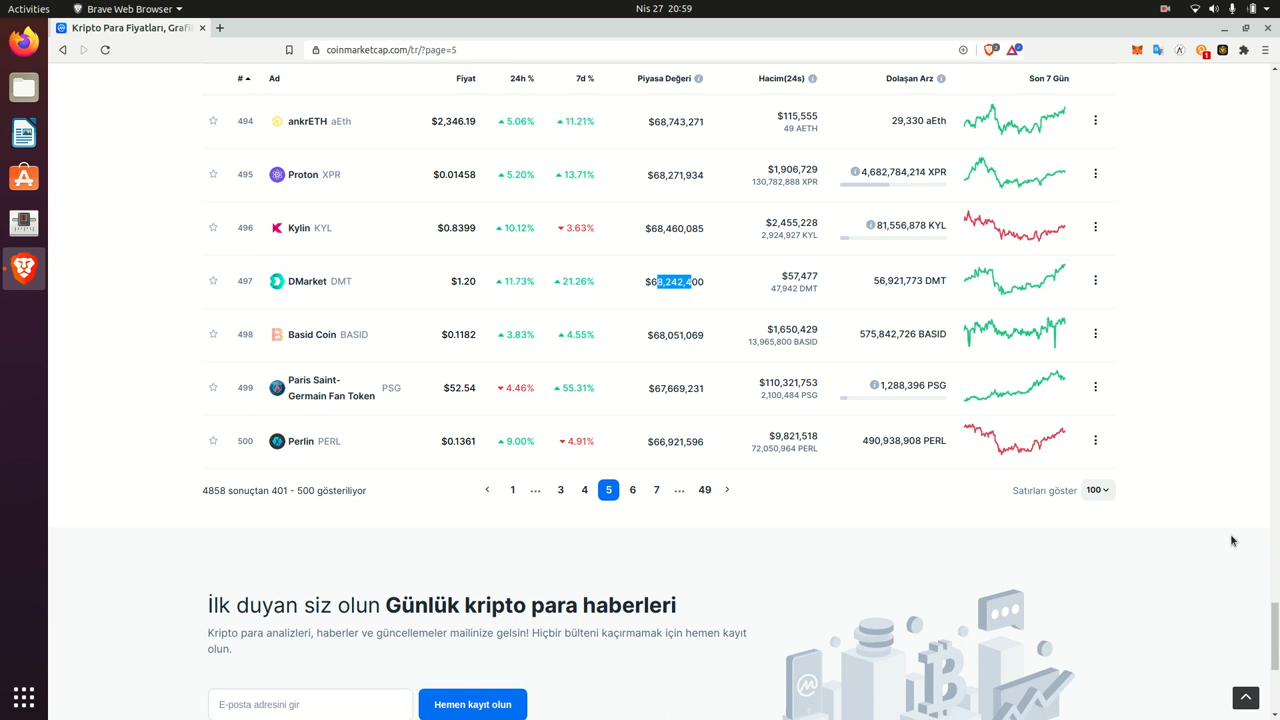 Activities
Brave Web Browser
Nis 27 20:59
Kripto Para Fiyatları, Grafi
coinmarketcap.com/tr/?page=5
2
1
# Ad Fiyat 24h % 7d % Piyasa Değeri Hacim(24s) Dolaşan Arz Son 7 Gün
494 ankrETH aEth $2,346.19 5.06% 11.21% $68,743,271 $115,555 29,330 aEth
49 AETH
495 Proton XPR $0.01458 5.20% 13.71% $68,271,934 $1,906,729 4,682,784,214 XPR
130,782,888 XPR
496 Kylin KYL $0.8399 10.12% 3.63% $68,460,085 $2,455,228 81,556,878 KYL
2,924,927 KYL
497 DMarket DMT $1.20 11.73% 21.26% $68,242,400 $57,477 56,921,773 DMT
47,942 DMT
498 Basid Coin BASID $0.1182 3.83% 4.55% $68,051,069 $1,650,429 575,842,726 BASID
13,965,800 BASID
499 Paris Saint-
Germain Fan Token PSG $52.54 4.46% 55.31% $67,669,231 $110,321,753 1,288,396 PSG
2,100,484 PSG
500 Perlin PERL $0.1361 9.00% 4.91% $66,921,596 $9,821,518 490,938,908 PERL
72,050,964 PERL
4858 sonuçtan 401 - 500 gösteriliyor
1 ... 3 4 5 6 7 ... 49
Satırları göster 100
İlk duyan siz olun Günlük kripto para haberleri
Kripto para analizleri, haberler ve güncellemeler mailinize gelsin! Hiçbir bülteni kaçırmamak için hemen kayıt
olun.
E-posta adresini gir
Hemen kayıt olun